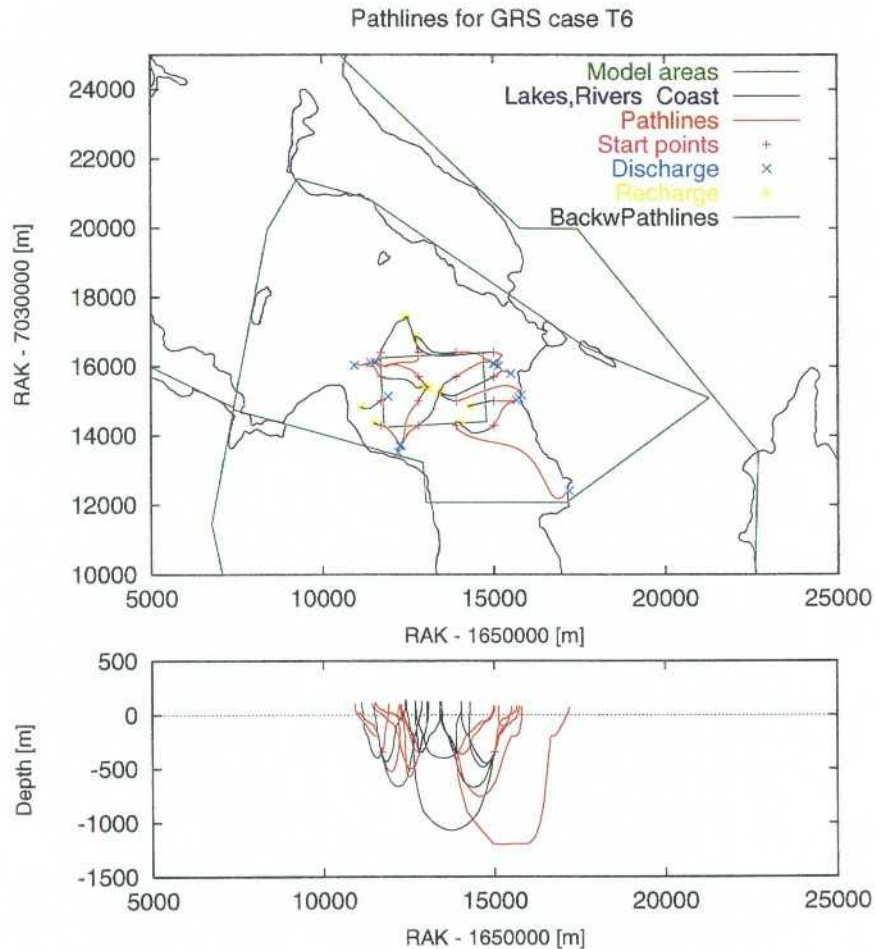 Pathlines for GRS case T6
24000
22000
20000
18000
16000
14000
12000
10000
RAK - 7030000 [m]
Model areas
Lakes,Rivers Coast
Pathlines
Start points
Discharge
Recharge
BackwPathlines
5000 10000 15000 20000 25000
RAK - 1650000 [m]
500
0
-500
-1000
-1500
Depth [m]
5000 10000 15000 20000 25000
RAK - 1650000 [m]